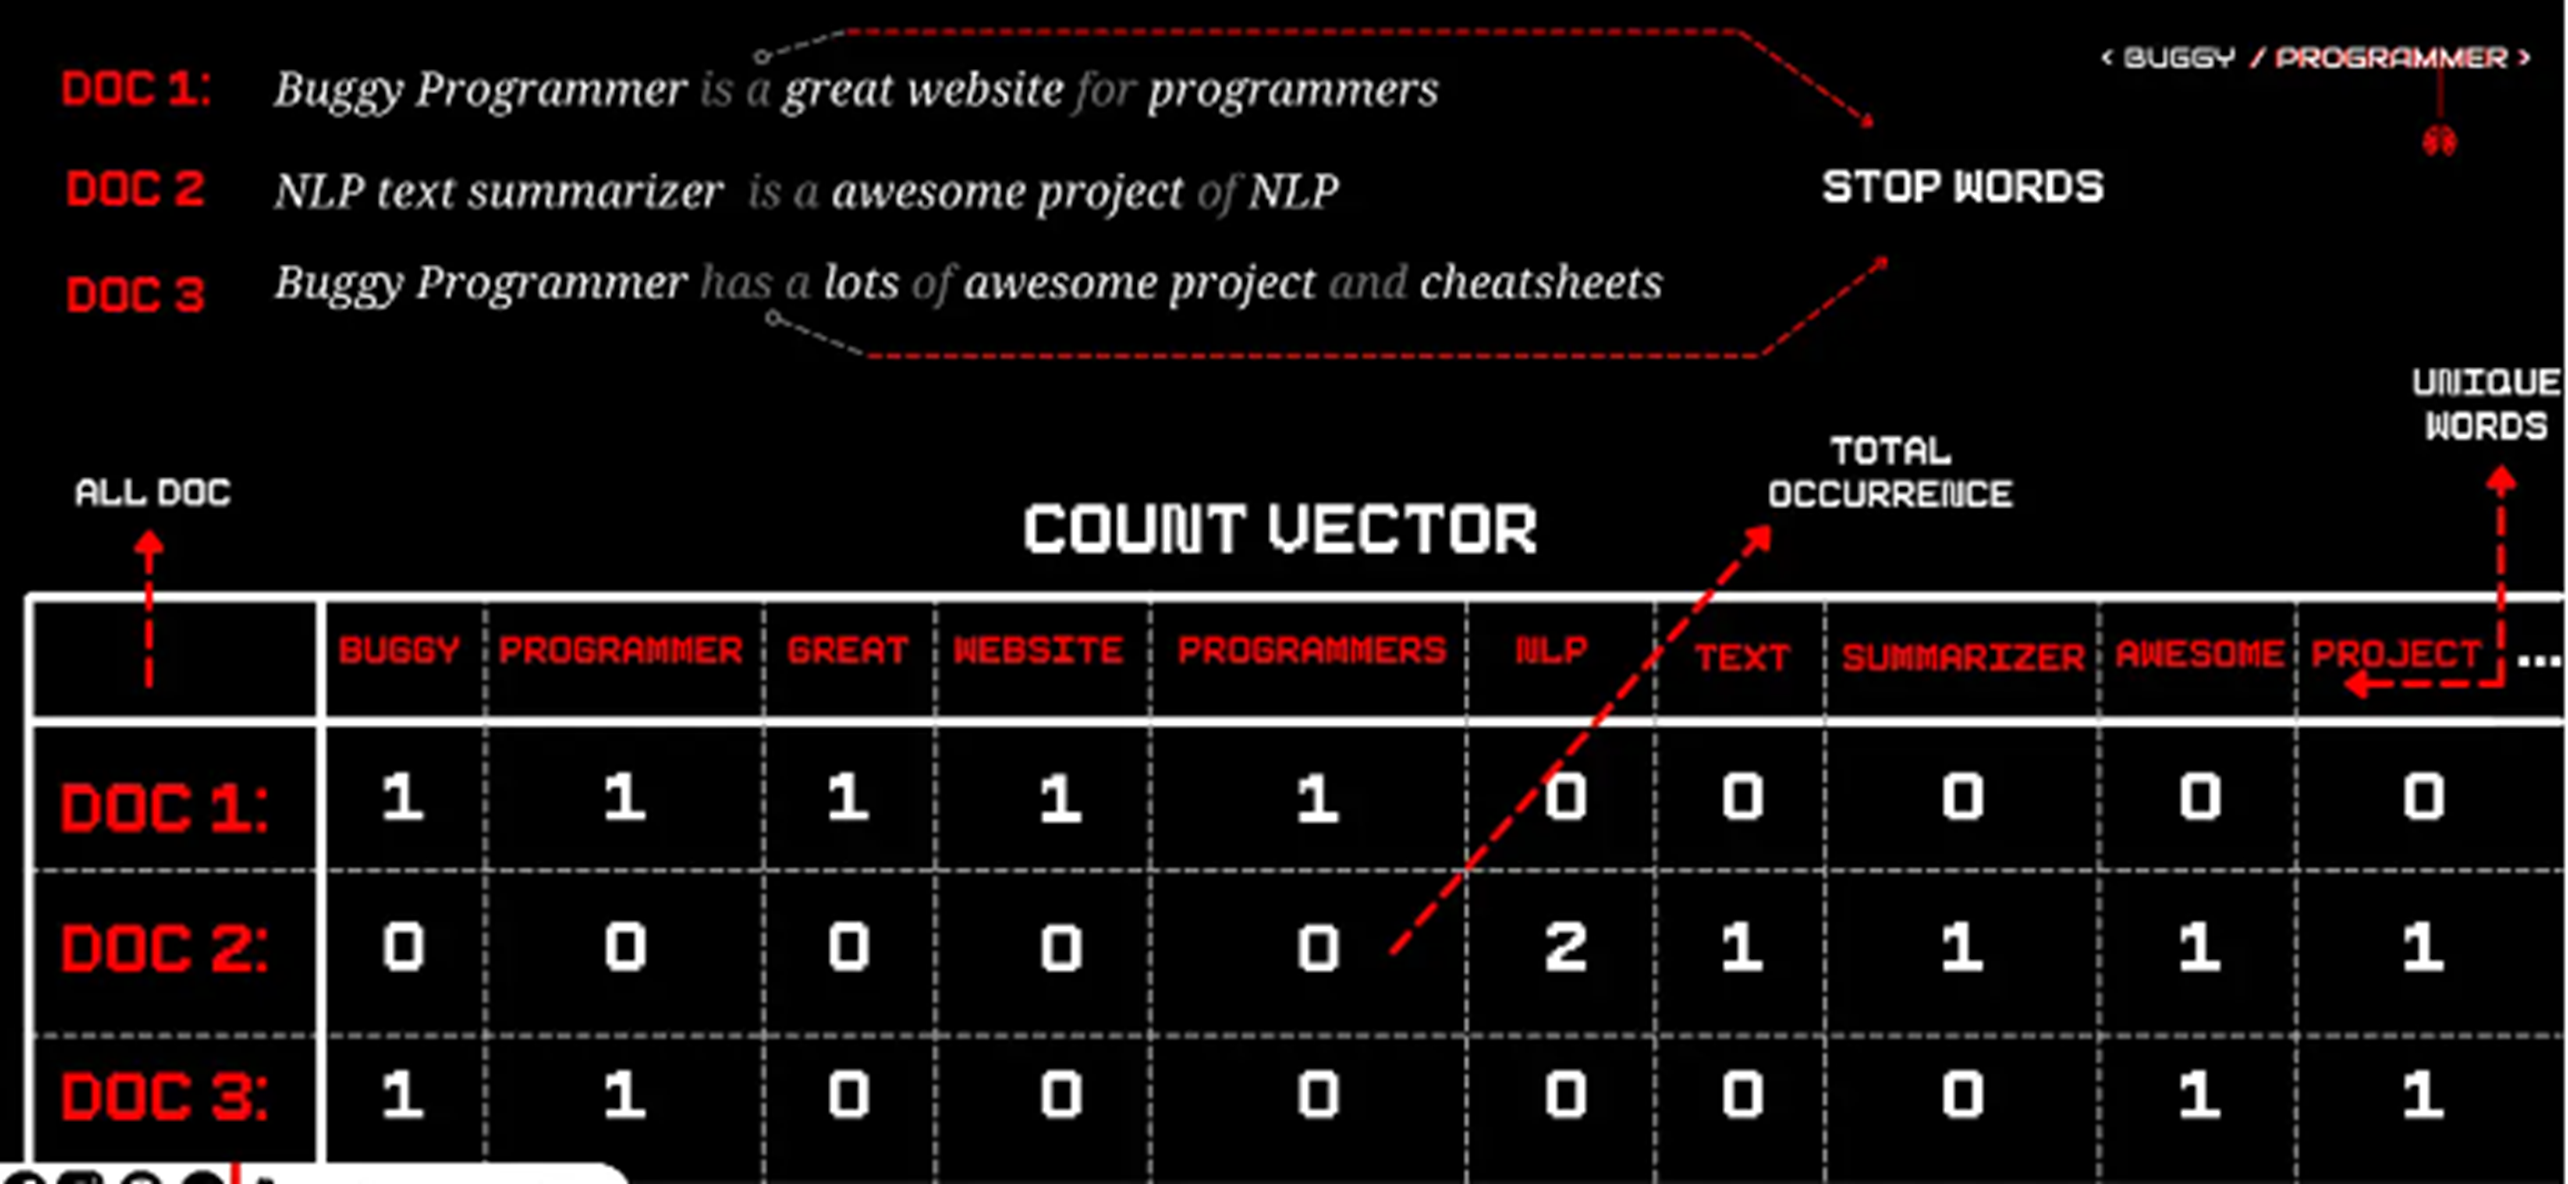 < BUGGY / PROGRAMMER >
DOC 1: Buggy Programmer is a great website for programmers
DOC 2 NLP text summarizer is a awesome project of NLP
STOP WORDS
DOC 3 Buggy Programmer has a lots of awesome project and cheatsheets
UNIQUE
WORDS
TOTAL
OCCURRENCE
ALL DOC
COUNT VECTOR
BUGGY PROGRAMMER GREAT WEBSITE PROGRAMMERS NLP TEXT SUMMARIZER AWESOME PROJECT ...
DOC 1: 1 1 1 1 1 0 0 0 0 0
DOC 2: 0 0 0 0 0 2 1 1 1 1
DOC 3: 1 1 0 0 0 0 0 0 1 1